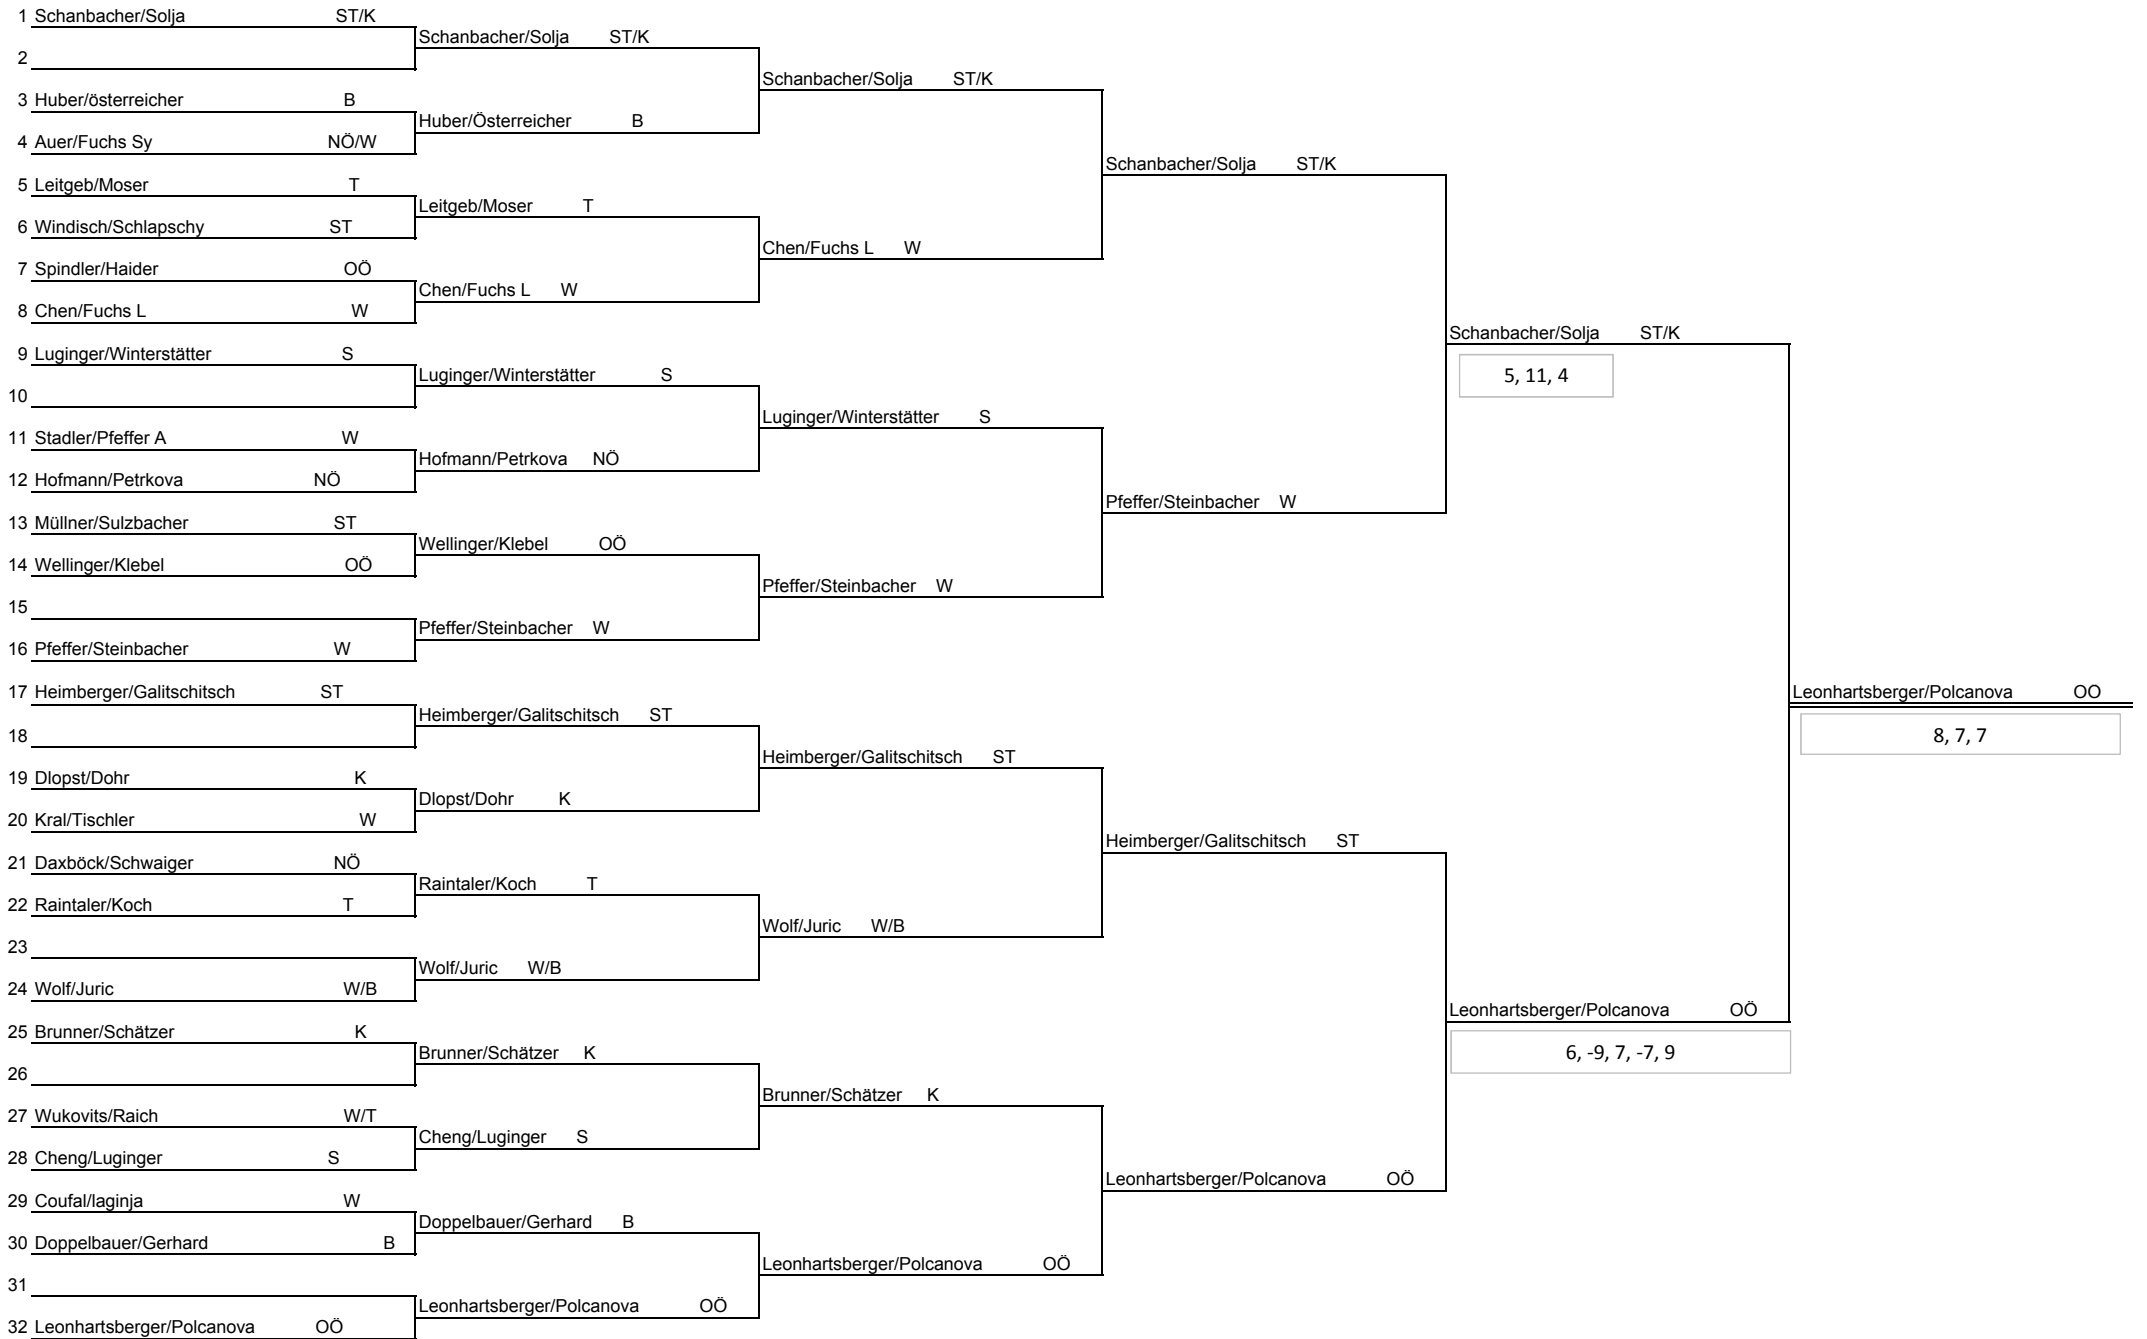 1 Schanbacher/Solja ST/K
Schanbacher/Solja ST/K
2
Schanbacher/Solja ST/K
3 Huber/österreicher B
Huber/Österreicher B
4 Auer/Fuchs Sy NÖ/W
Schanbacher/Solja ST/K
5 Leitgeb/Moser T
Leitgeb/Moser T
6 Windisch/Schlapschy ST
Chen/Fuchs L W
7 Spindler/Haider OÖ
Chen/Fuchs L W
8 Chen/Fuchs L W
Schanbacher/Solja ST/K
9 Luginger/Winterstätter S
Luginger/Winterstätter S
5, 11, 4
10
Luginger/Winterstätter S
11 Stadler/Pfeffer A W
Hofmann/Petrkova NÖ
12 Hofmann/Petrkova NÖ
Pfeffer/Steinbacher W
13 Müllner/Sulzbacher ST
Wellinger/Klebel OÖ
14 Wellinger/Klebel OÖ
Pfeffer/Steinbacher W
15
Pfeffer/Steinbacher W
16 Pfeffer/Steinbacher W
17 Heimberger/Galitschitsch ST
Leonhartsberger/Polcanova OO
Heimberger/Galitschitsch ST
18
8, 7, 7
Heimberger/Galitschitsch ST
19 Dlopst/Dohr K
Dlopst/Dohr K
20 Kral/Tischler W
Heimberger/Galitschitsch ST
21 Daxböck/Schwaiger NÖ
Raintaler/Koch T
22 Raintaler/Koch T
Wolf/Juric W/B
23
Wolf/Juric W/B
24 Wolf/Juric W/B
Leonhartsberger/Polcanova OÖ
25 Brunner/Schätzer K
Brunner/Schätzer K
6, -9, 7, -7, 9
26
Brunner/Schätzer K
27 Wukovits/Raich W/T
Cheng/Luginger S
28 Cheng/Luginger S
Leonhartsberger/Polcanova OÖ
29 Coufal/laginja W
Doppelbauer/Gerhard B
30 Doppelbauer/Gerhard B
Leonhartsberger/Polcanova OÖ
31
Leonhartsberger/Polcanova OÖ
32 Leonhartsberger/Polcanova OÖ